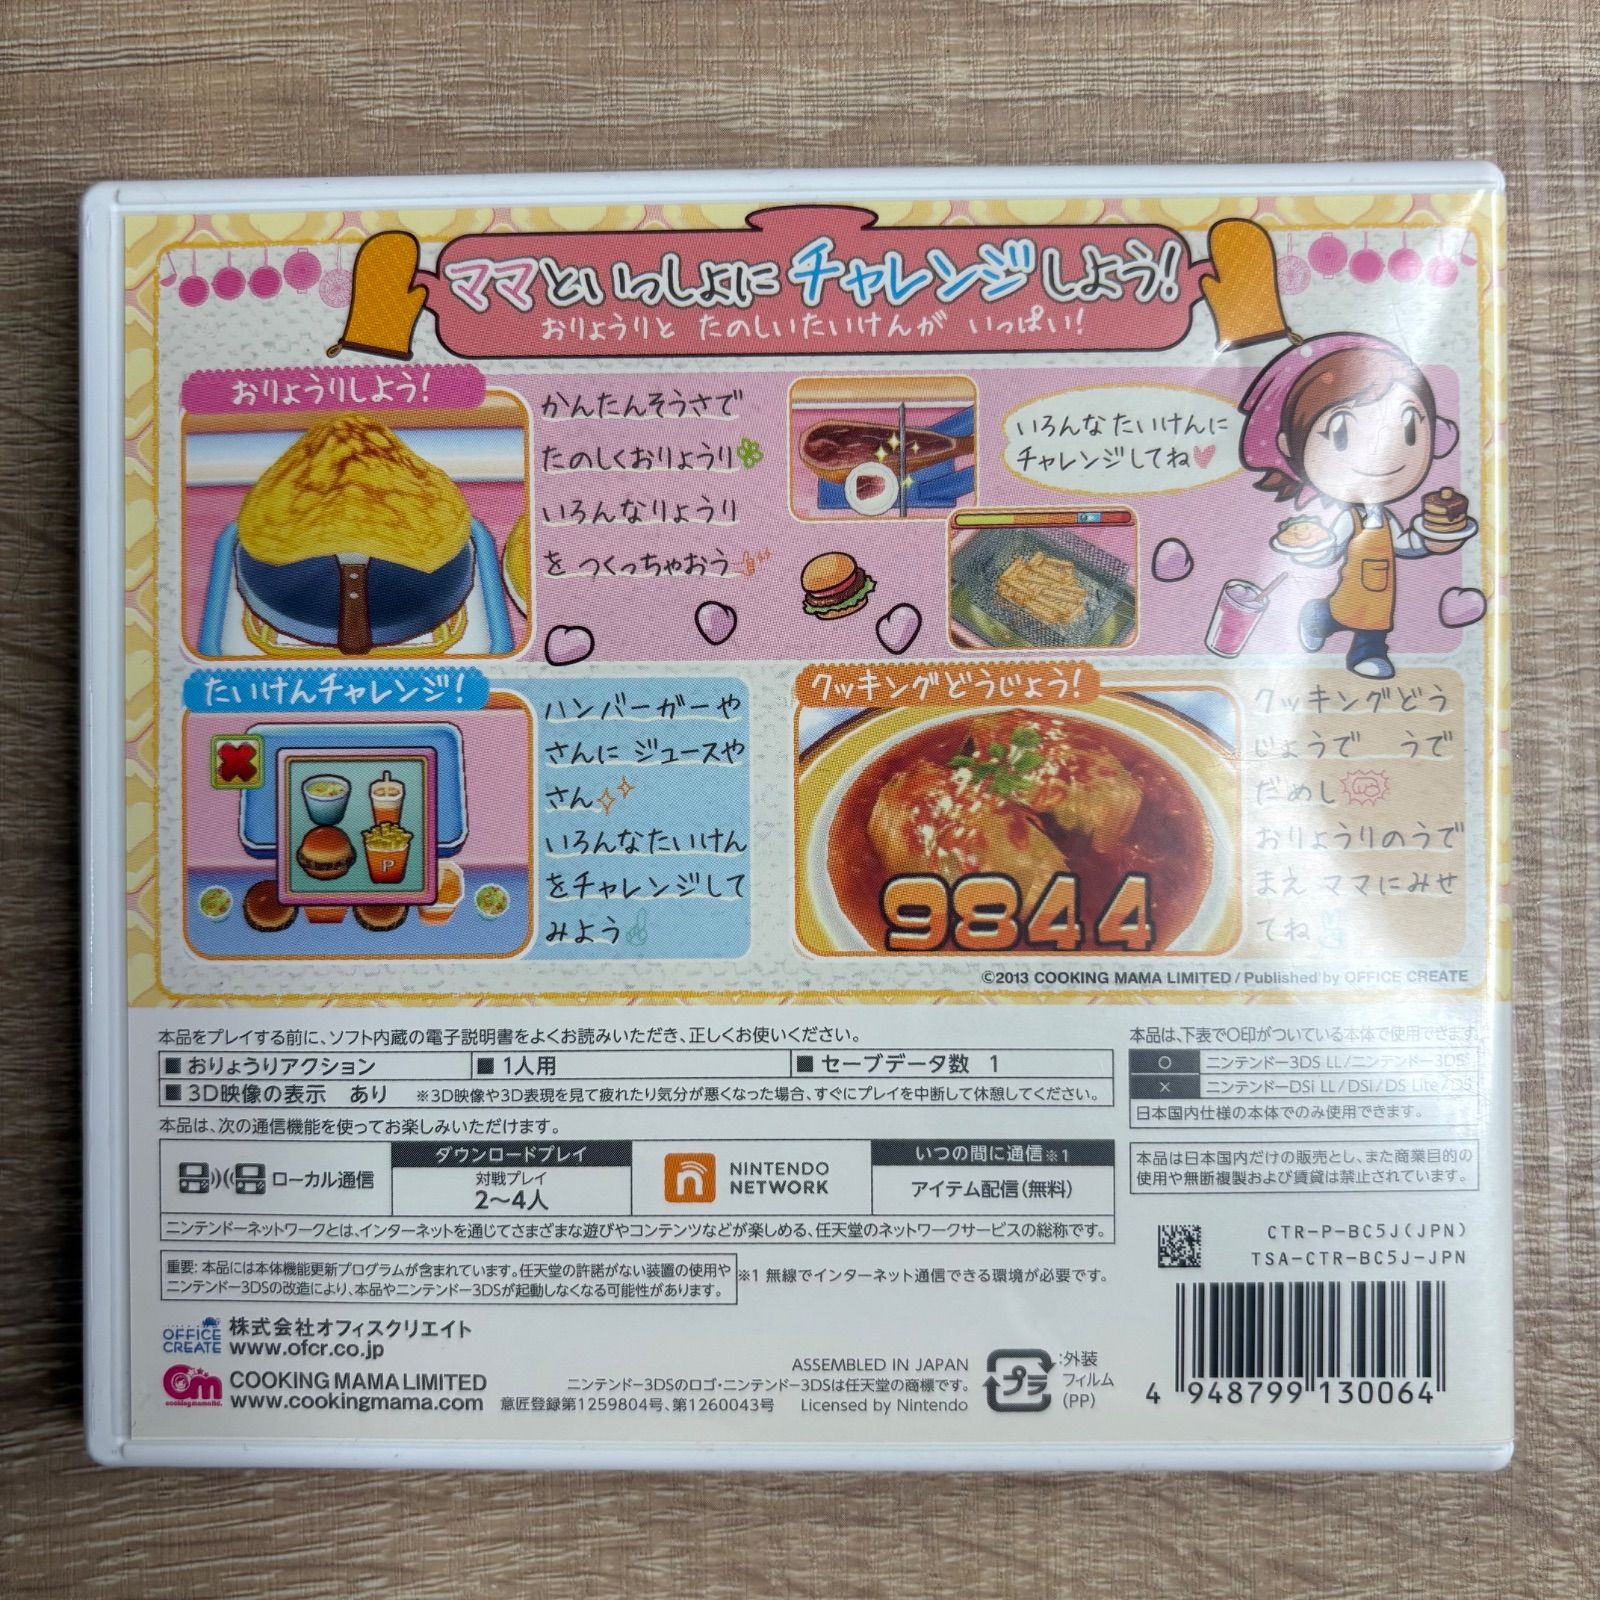 ママといっしょにチャレンジしよう!
おりょうりと たのしいたいけんが いっぱい!
おりょうりしよう!
かんたんそうさで
たのしくおりょうり
いろんなりょうり
を つくっちゃおう
いろんな たいけんに
チャレンジしてね
たいけんチャレンジ!
P
ハンバーガーや
さんに ジュースや
さん
いろんなたいけん
をチャレンジして
みよう
クッキングどうじょう!
9844
クッキングどう
じょうで うで
だめし
おりょうりのうで
まえ ママにみせ
てね
©2013 COOKING MAMA LIMITED / Published by OFFICE CREATE
本品をプレイする前に、ソフト内蔵の電子説明書をよくお読みいただき、正しくお使いください。
■ おりょうりアクション ■ 1人用 ■ セーブデータ数 1
■ 3D映像の表示 あり ※3D映像や3D表現を見て疲れたり気分が悪くなった場合、すぐにプレイを中断して休憩してください。
本品は、次の通信機能を使ってお楽しみいただけます。
ローカル通信
ダウンロードプレイ
対戦プレイ
2〜4人
NINTENDO
NETWORK
いつの間に通信※1
アイテム配信(無料)
ニンテンドーネットワークとは、インターネットを通じてさまざまな遊びやコンテンツなどが楽しめる、任天堂のネットワークサービスの総称です。
重要: 本品には本体機能更新プログラムが含まれています。任天堂の許諾がない装置の使用や
ニンテンドー3DSの改造により、本品やニンテンドー3DSが起動しなくなる可能性があります。
※1 無線でインターネット通信できる環境が必要です。
本品は、下表で○印がついている本体で使用できます。
○ ニンテンドー3DS LL/ニンテンドー3DS
× ニンテンドーDSi LL/DSi/DS Lite/DS
日本国内仕様の本体でのみ使用できます。
本品は日本国内だけの販売とし、また商業目的の
使用や無断複製および賃貸は禁止されています。
CTR-P-BC5J(JPN)
TSA-CTR-BC5J-JPN
OFFICE
CREATE
株式会社オフィスクリエイト
www.ofcr.co.jp
cm
cooking mama ltd.
COOKING MAMA LIMITED
www.cookingmama.com
ASSEMBLED IN JAPAN
ニンテンドー3DSのロゴ・ニンテンドー3DSは任天堂の商標です。
意匠登録第1259804号、第1260043号 Licensed by Nintendo
プラ
:外装
フィルム
(PP)
4 948799 130064